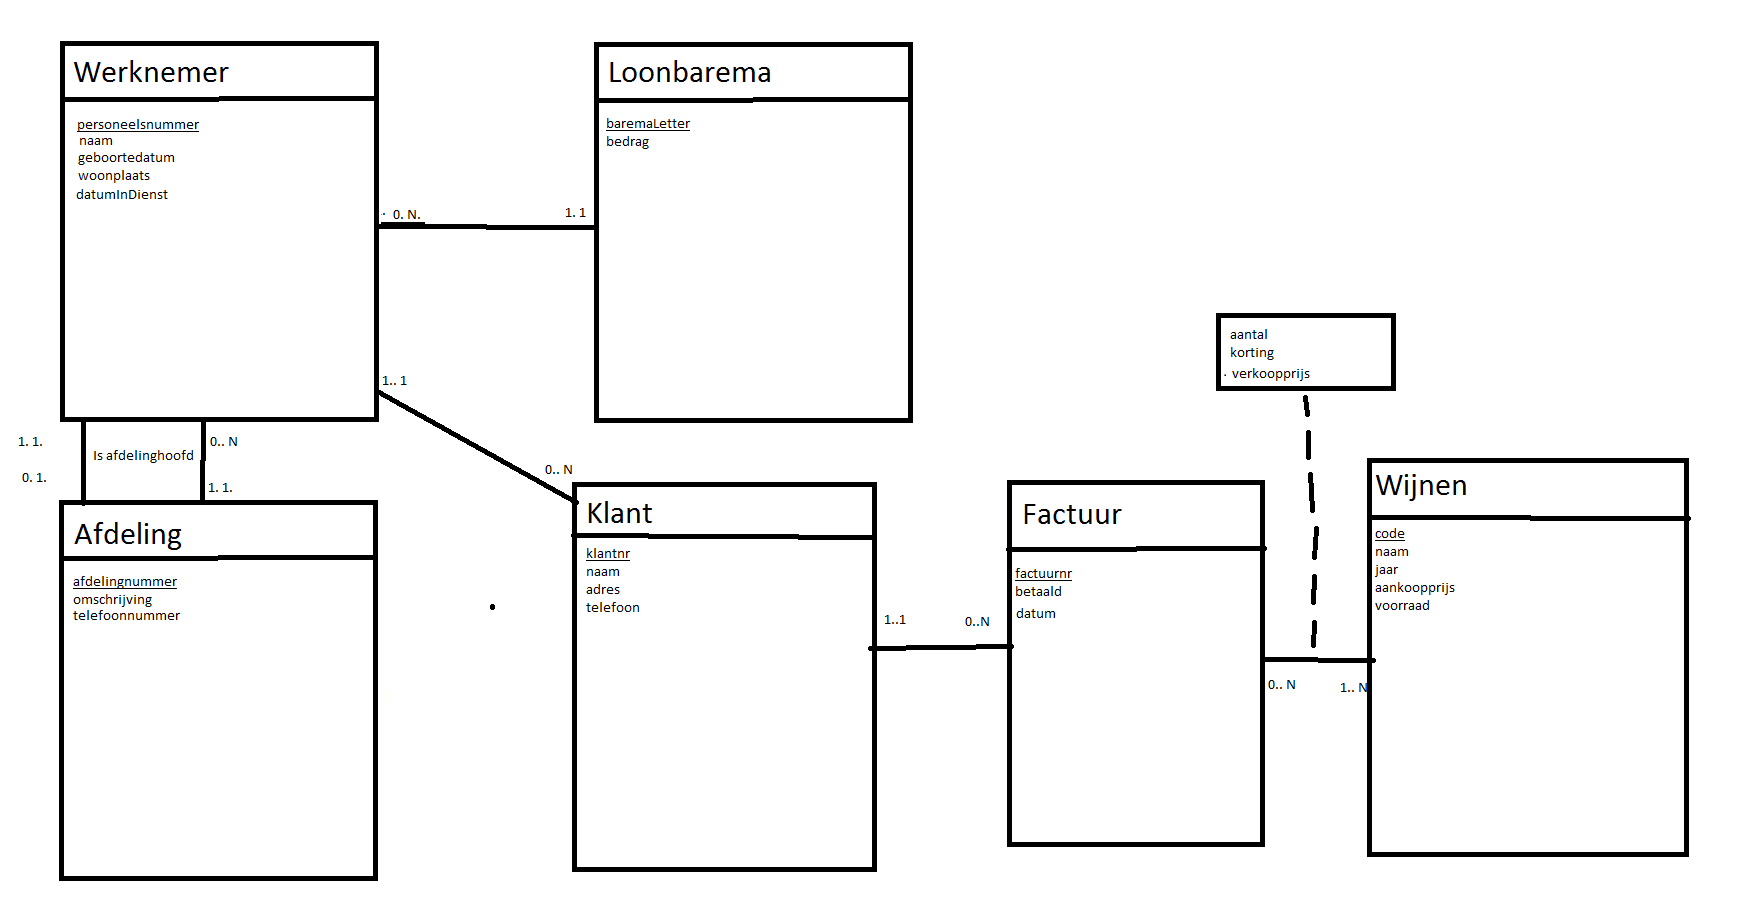 Werknemer
personeelsnummer
naam
geboortedatum
woonplaats
datumInDienst
Loonbarema
baremaLetter
bedrag
0. N.
1. 1
1.. 1
0.. N
1. 1.
0. 1.
Is afdelinghoofd
0.. N
1. 1.
Afdeling
afdelingnummer
omschrijving
telefoonnummer
Klant
klantnr
naam
adres
telefoon
1..1
0..N
Factuur
factuurnr
betaald
datum
aantal
korting
verkoopprijs
0.. N
1.. N
Wijnen
code
naam
jaar
aankoopprijs
voorraad